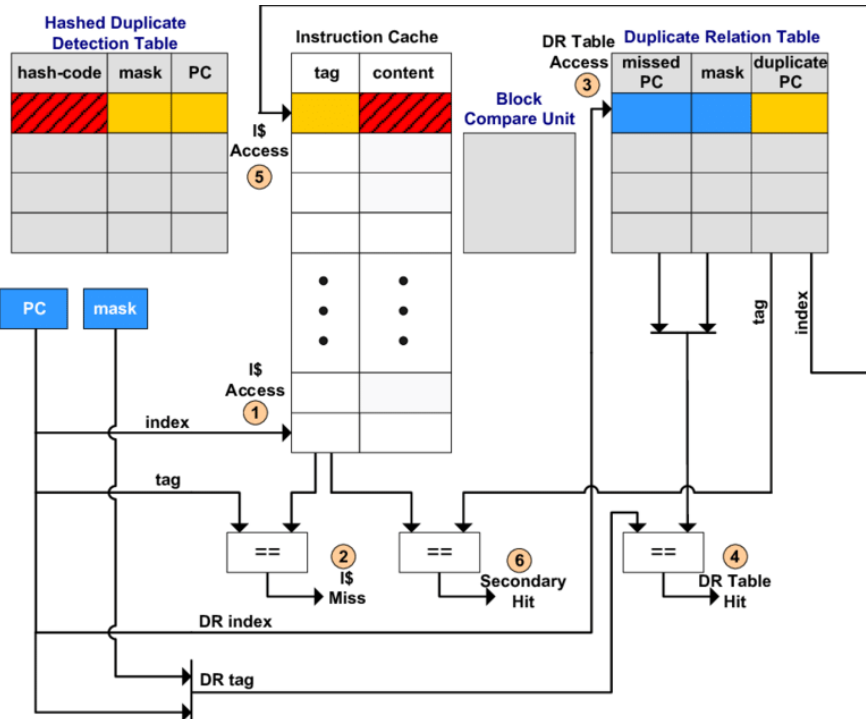 Hashed Duplicate
Detection Table
hash-code
mask
PC
Instruction Cache
tag
content
I$
Access
5
Block
Compare Unit
DR Table
Access
3
Duplicate Relation Table
missed
PC
mask
duplicate
PC
PC
mask
tag
index
I$
Access
1
index
tag
==
2
I$
Miss
==
6
Secondary
Hit
==
4
DR Table
Hit
DR index
DR tag